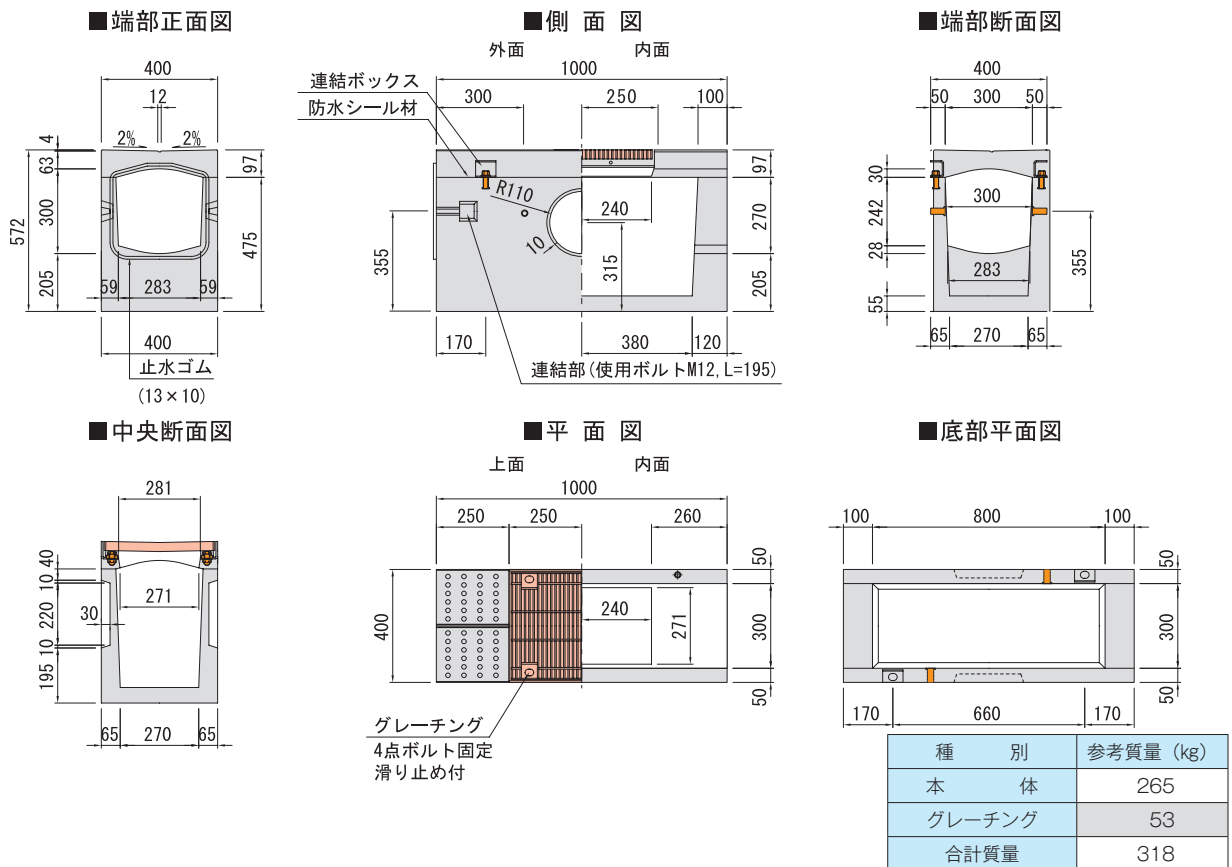 ■端部正面図
400
12
2% 2%
4
63
300
205
572
97
475
59 283 59
400
止水ゴム
(13×10)
■側 面 図
外面 内面
1000
300 250 100
連結ボックス
防水シール材
R110
10
240
315
355
97
270
205
170 380 120
連結部(使用ボルトM12, L=195)
■端部断面図
400
50 300 50
30
242
28
55
300
283
355
65 270 65
■中央断面図
281
40
10
220
10
195
30
271
65 270 65
■平 面 図
上面 内面
1000
250 250 260
400
240
271
50
300
50
グレーチング
4点ボルト固定
滑り止め付
■底部平面図
100 800 100
50
300
50
170 660 170
種 別 参考質量(kg)
本 体 265
グレーチング 53
合計質量 318